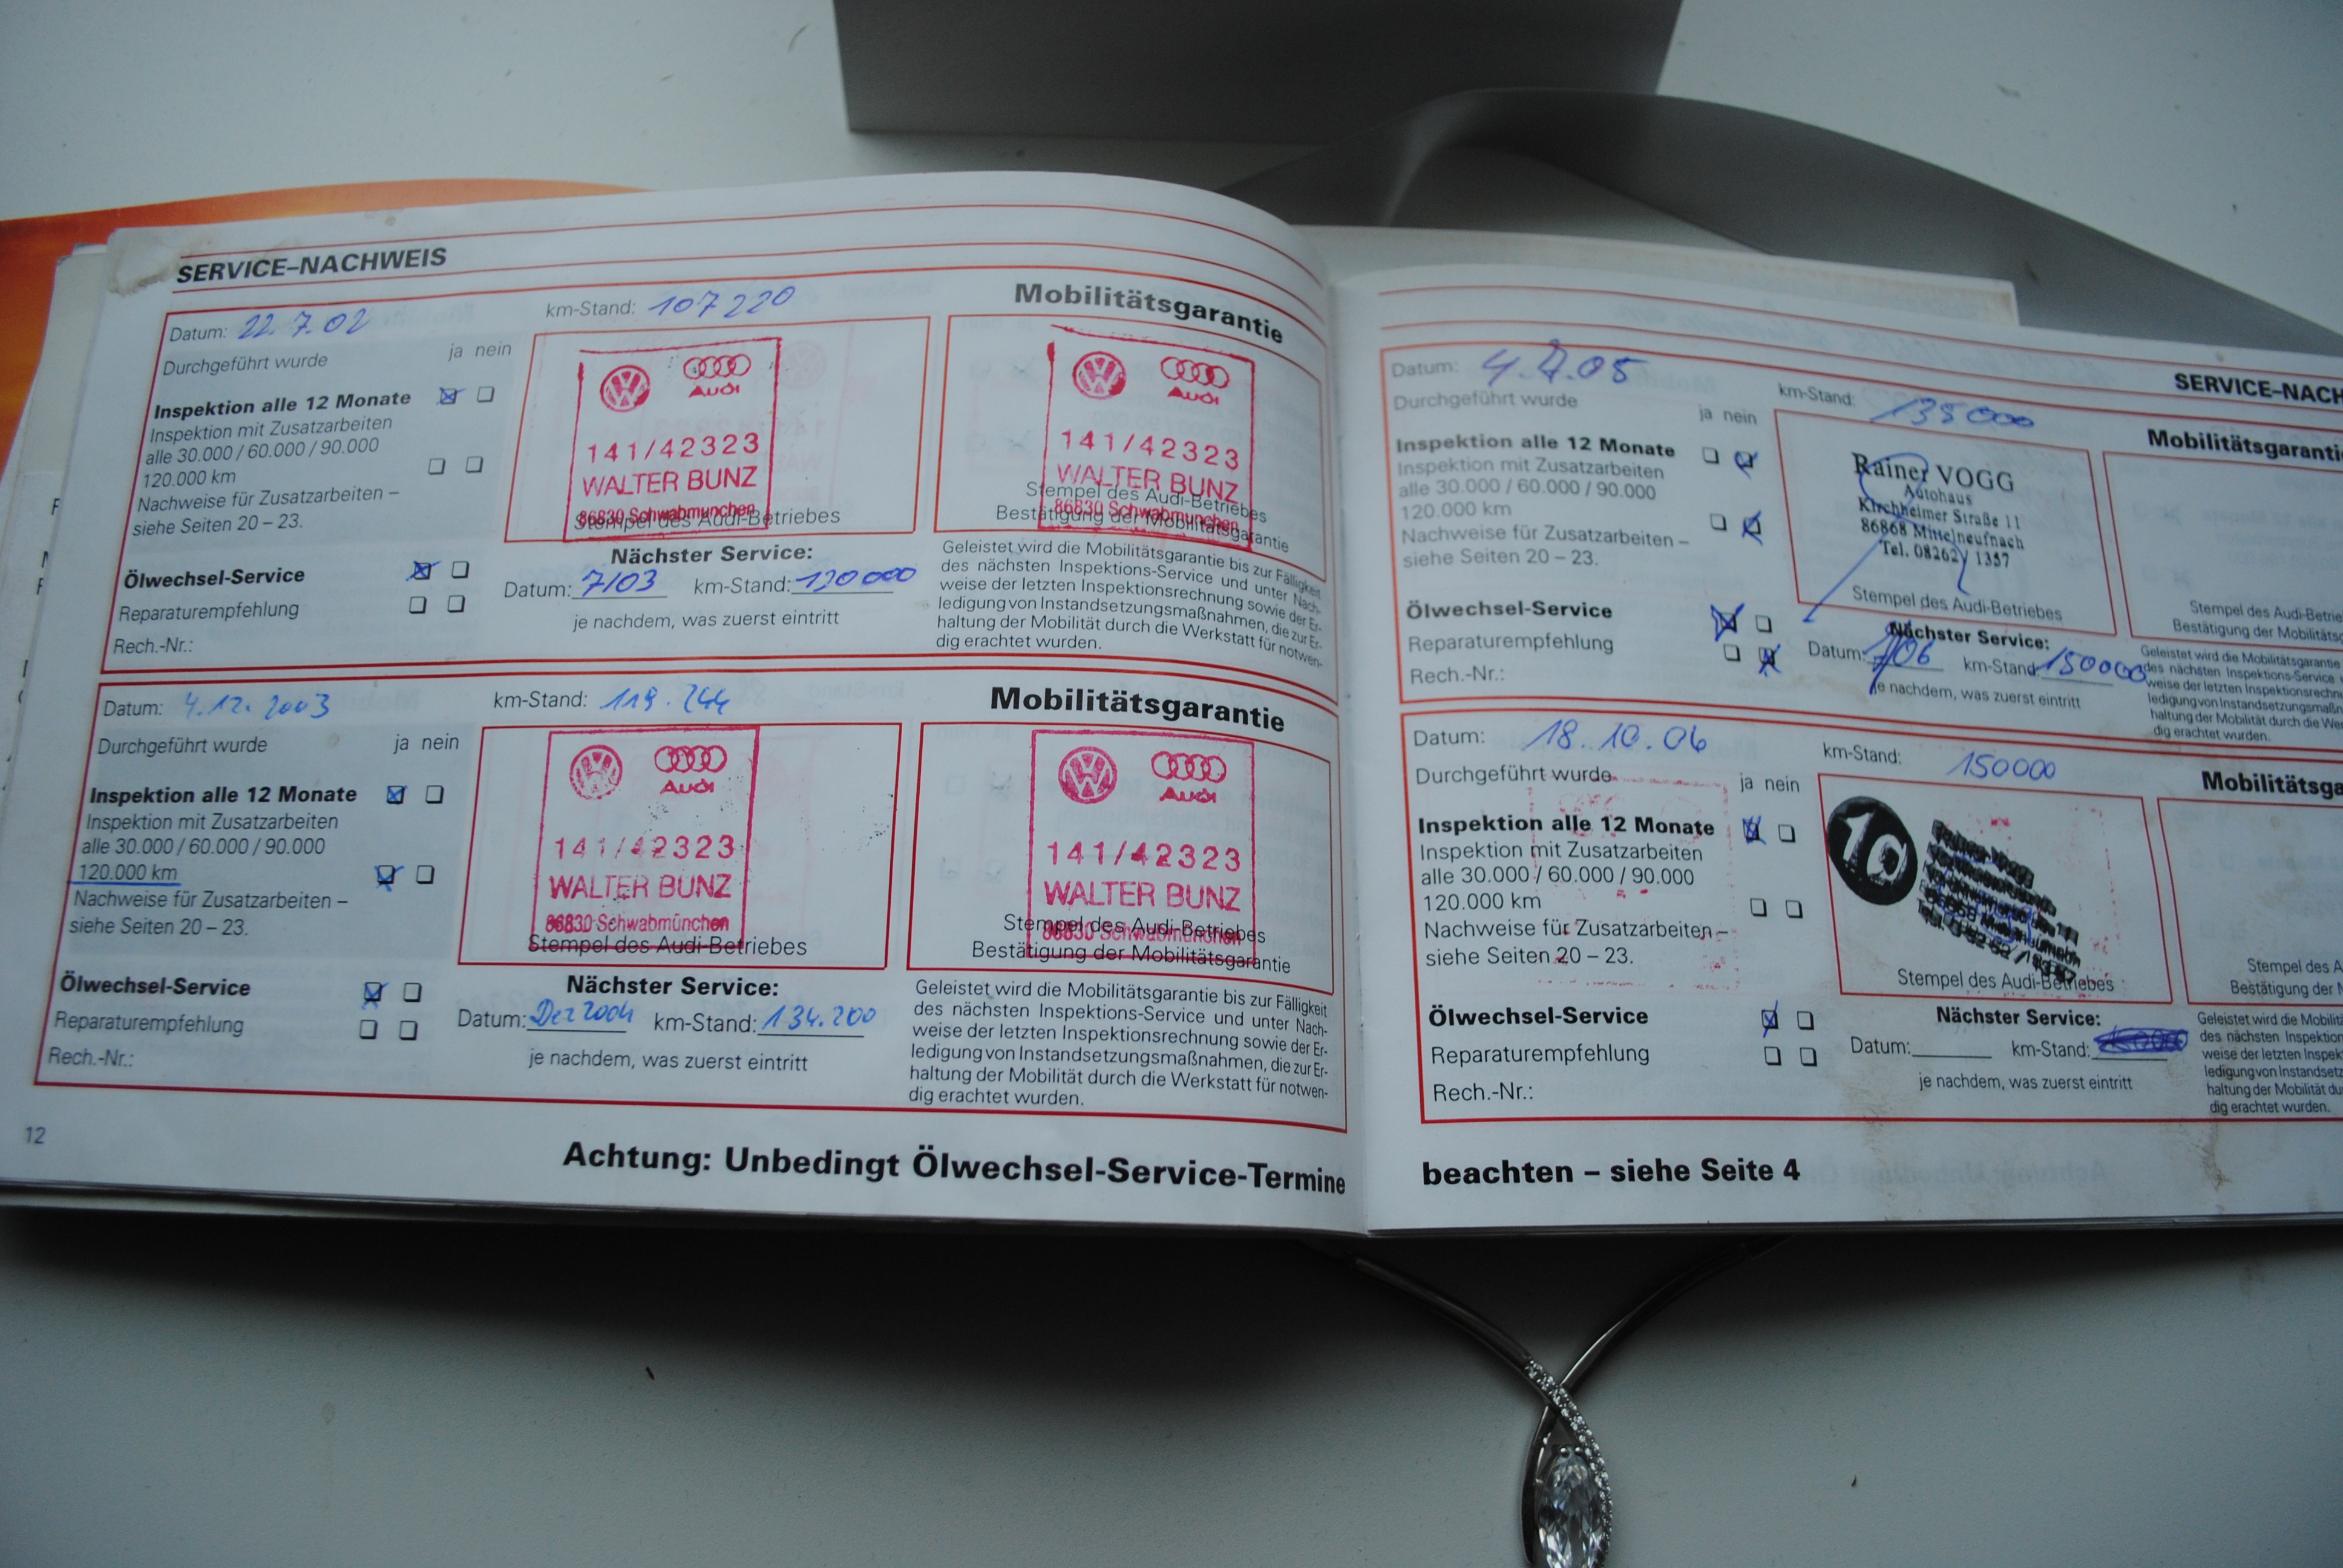 SERVICE–NACHWEIS
Datum: 22.7.02
km-Stand: 107 220
Mobilitätsgarantie
Durchgeführt wurde
ja nein
Inspektion alle 12 Monate
Inspektion mit Zusatzarbeiten
alle 30.000 / 60.000 / 90.000
120.000 km
Nachweise für Zusatzarbeiten –
siehe Seiten 20 – 23.
Ölwechsel-Service
Reparaturempfehlung
Rech.-Nr.:
Audi
141/42323
WALTER BUNZ
86830 Schwabmünchen
Stempel des Audi-Betriebes
Nächster Service:
Datum: 7/03 km-Stand: 120000
je nachdem, was zuerst eintritt
Audi
141/42323
WALTER BUNZ
86830 Schwabmünchen
Stempel des Audi-Betriebes
Bestätigung der Mobilitätsgarantie
Geleistet wird die Mobilitätsgarantie bis zur Fälligkeit
des nächsten Inspektions-Service und unter Nach-
weise der letzten Inspektionsrechnung sowie der Er-
ledigung von Instandsetzungsmaßnahmen, die zur Er-
haltung der Mobilität durch die Werkstatt für notwen-
dig erachtet wurden.
Datum: 4.12.2003
km-Stand: 119.244
Mobilitätsgarantie
Durchgeführt wurde
ja nein
Inspektion alle 12 Monate
Inspektion mit Zusatzarbeiten
alle 30.000 / 60.000 / 90.000
120.000 km
Nachweise für Zusatzarbeiten –
siehe Seiten 20 – 23.
Ölwechsel-Service
Reparaturempfehlung
Rech.-Nr.:
Audi
141/42323
WALTER BUNZ
86830 Schwabmünchen
Stempel des Audi-Betriebes
Nächster Service:
Datum: Dez 2004 km-Stand: 134.200
je nachdem, was zuerst eintritt
Audi
141/42323
WALTER BUNZ
86830 Schwabmünchen
Stempel des Audi-Betriebes
Bestätigung der Mobilitätsgarantie
Geleistet wird die Mobilitätsgarantie bis zur Fälligkeit
des nächsten Inspektions-Service und unter Nach-
weise der letzten Inspektionsrechnung sowie der Er-
ledigung von Instandsetzungsmaßnahmen, die zur Er-
haltung der Mobilität durch die Werkstatt für notwen-
dig erachtet wurden.
12
Achtung: Unbedingt Ölwechsel-Service-Termine
SERVICE–NACH
Datum: 4.7.05
km-Stand: 135000
Mobilitätsgaranti
Durchgeführt wurde
ja nein
Inspektion alle 12 Monate
Inspektion mit Zusatzarbeiten
alle 30.000 / 60.000 / 90.000
120.000 km
Nachweise für Zusatzarbeiten –
siehe Seiten 20 – 23.
Ölwechsel-Service
Reparaturempfehlung
Rech.-Nr.:
Rainer VOGG
Autohaus
Kirchheimer Straße 11
86868 Mittelneufnach
Tel. 08262/1357
Stempel des Audi-Betriebes
Nächster Service:
Datum: 7/06 km-Stand 150000
je nachdem, was zuerst eintritt
Stempel des Audi-Betrie
Bestätigung der Mobilitäts
Geleistet wird die Mobilitätsgarantie
des nächsten Inspektions-Service
weise der letzten Inspektionsrechn
ledigung von Instandsetzungsmaßn
haltung der Mobilität durch die We
dig erachtet wurden.
Datum: 18.10.06
km-Stand: 150000
Mobilitätsga
Durchgeführt wurde
ja nein
Inspektion alle 12 Monate
Inspektion mit Zusatzarbeiten
alle 30.000 / 60.000 / 90.000
120.000 km
Nachweise für Zusatzarbeiten –
siehe Seiten 20 – 23.
Ölwechsel-Service
Reparaturempfehlung
Rech.-Nr.:
1a
Stempel des Audi-Betriebes
Nächster Service:
Datum: km-Stand:
je nachdem, was zuerst eintritt
Stempel des A
Bestätigung der M
Geleistet wird die Mobilitä
des nächsten Inspektion
weise der letzten Inspek
ledigung von Instandsetz
haltung der Mobilität du
dig erachtet wurden.
beachten – siehe Seite 4